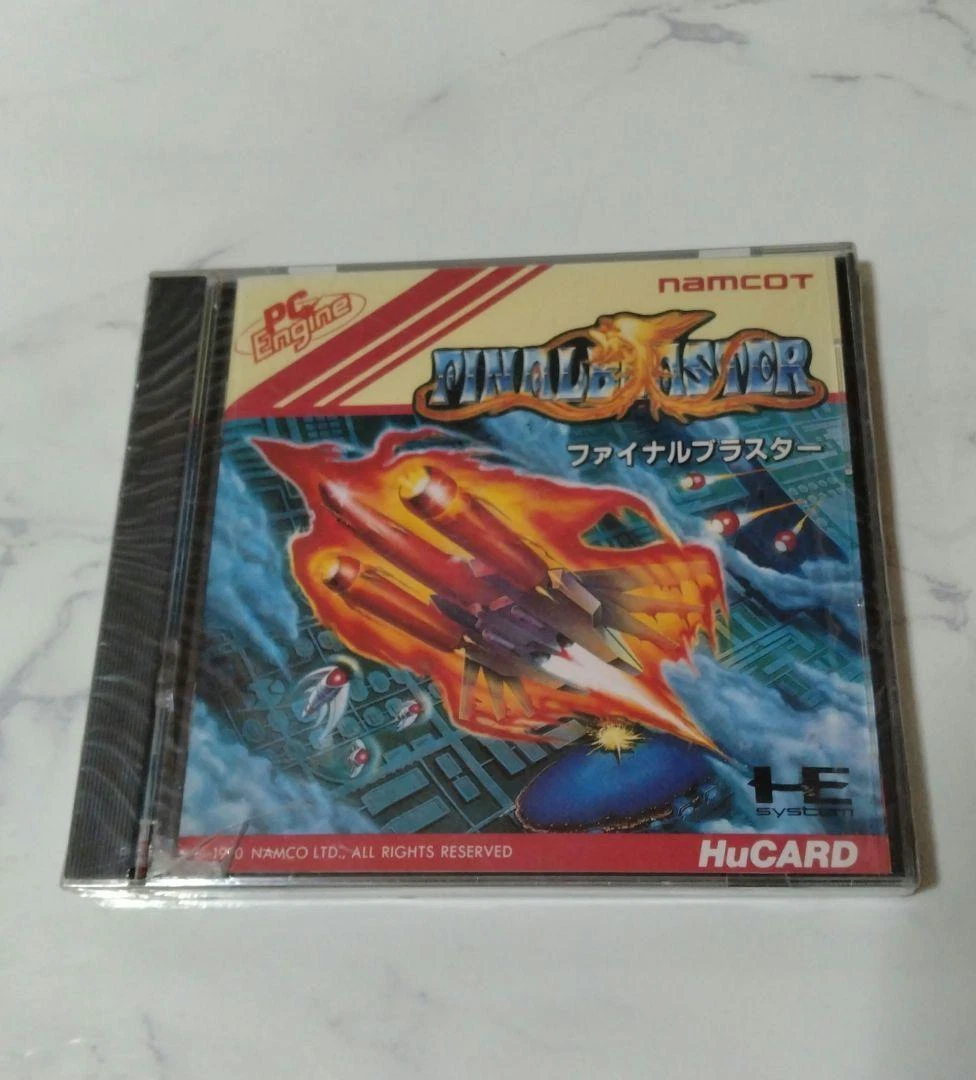 PC Engine
namcoT
FINAL BLASTER
ファイナルブラスター
HE
system
1990 NAMCO LTD., ALL RIGHTS RESERVED
HuCARD